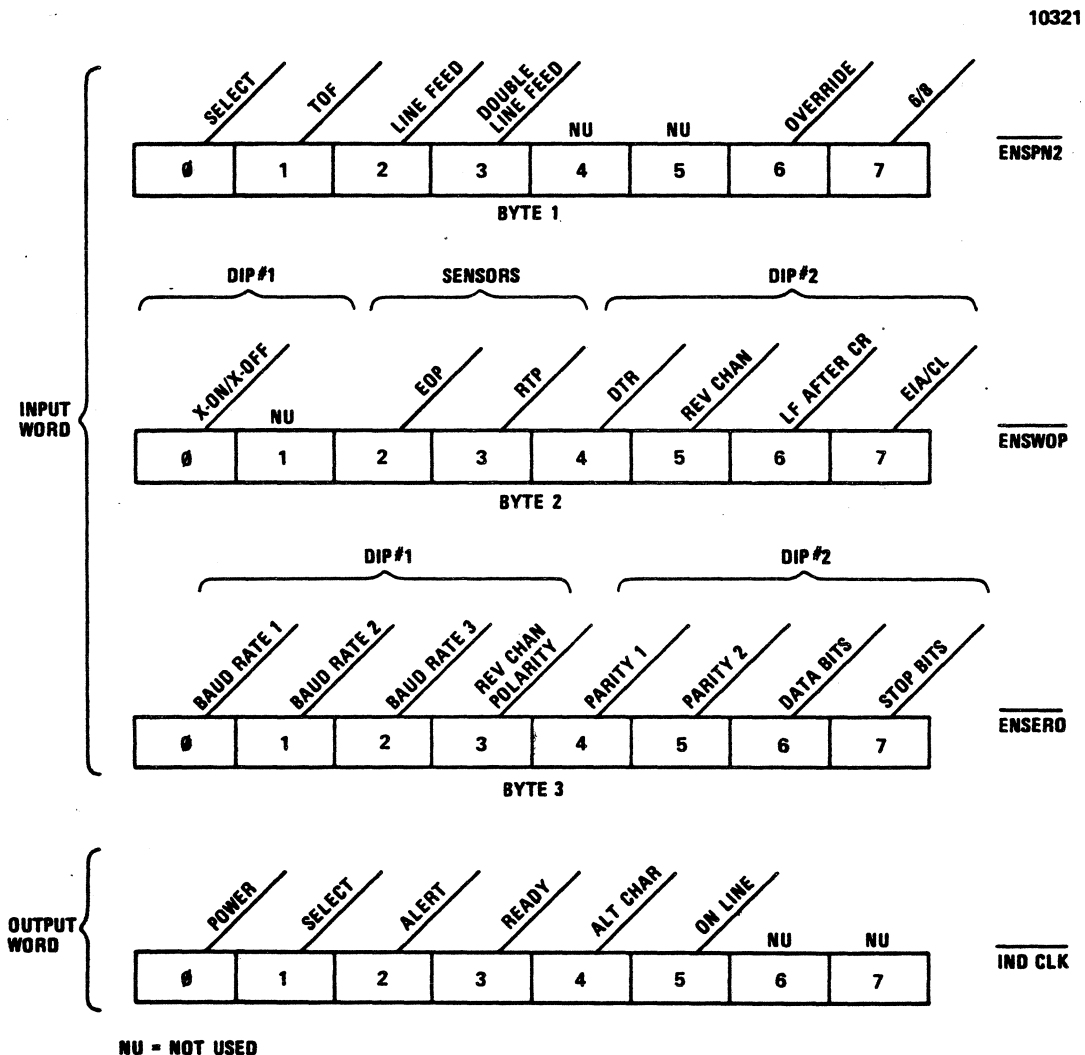 10321
SELECT
TOF
LINE FEED
DOUBLE
LINE FEED
NU
NU
OVERRIDE
6/8
Ø 1 2 3 4 5 6 7
ENSPN2
BYTE 1
DIP#1
SENSORS
DIP#2
X-ON/X-OFF
NU
EOP
RTP
DTR
REV CHAN
LF AFTER CR
EIA/CL
INPUT
WORD
Ø 1 2 3 4 5 6 7
ENSWOP
BYTE 2
DIP#1
DIP#2
BAUD RATE 1
BAUD RATE 2
BAUD RATE 3
REV CHAN
POLARITY
PARITY 1
PARITY 2
DATA BITS
STOP BITS
Ø 1 2 3 4 5 6 7
ENSERO
BYTE 3
POWER
SELECT
ALERT
READY
ALT CHAR
ON LINE
NU
NU
OUTPUT
WORD
Ø 1 2 3 4 5 6 7
IND CLK
NU = NOT USED